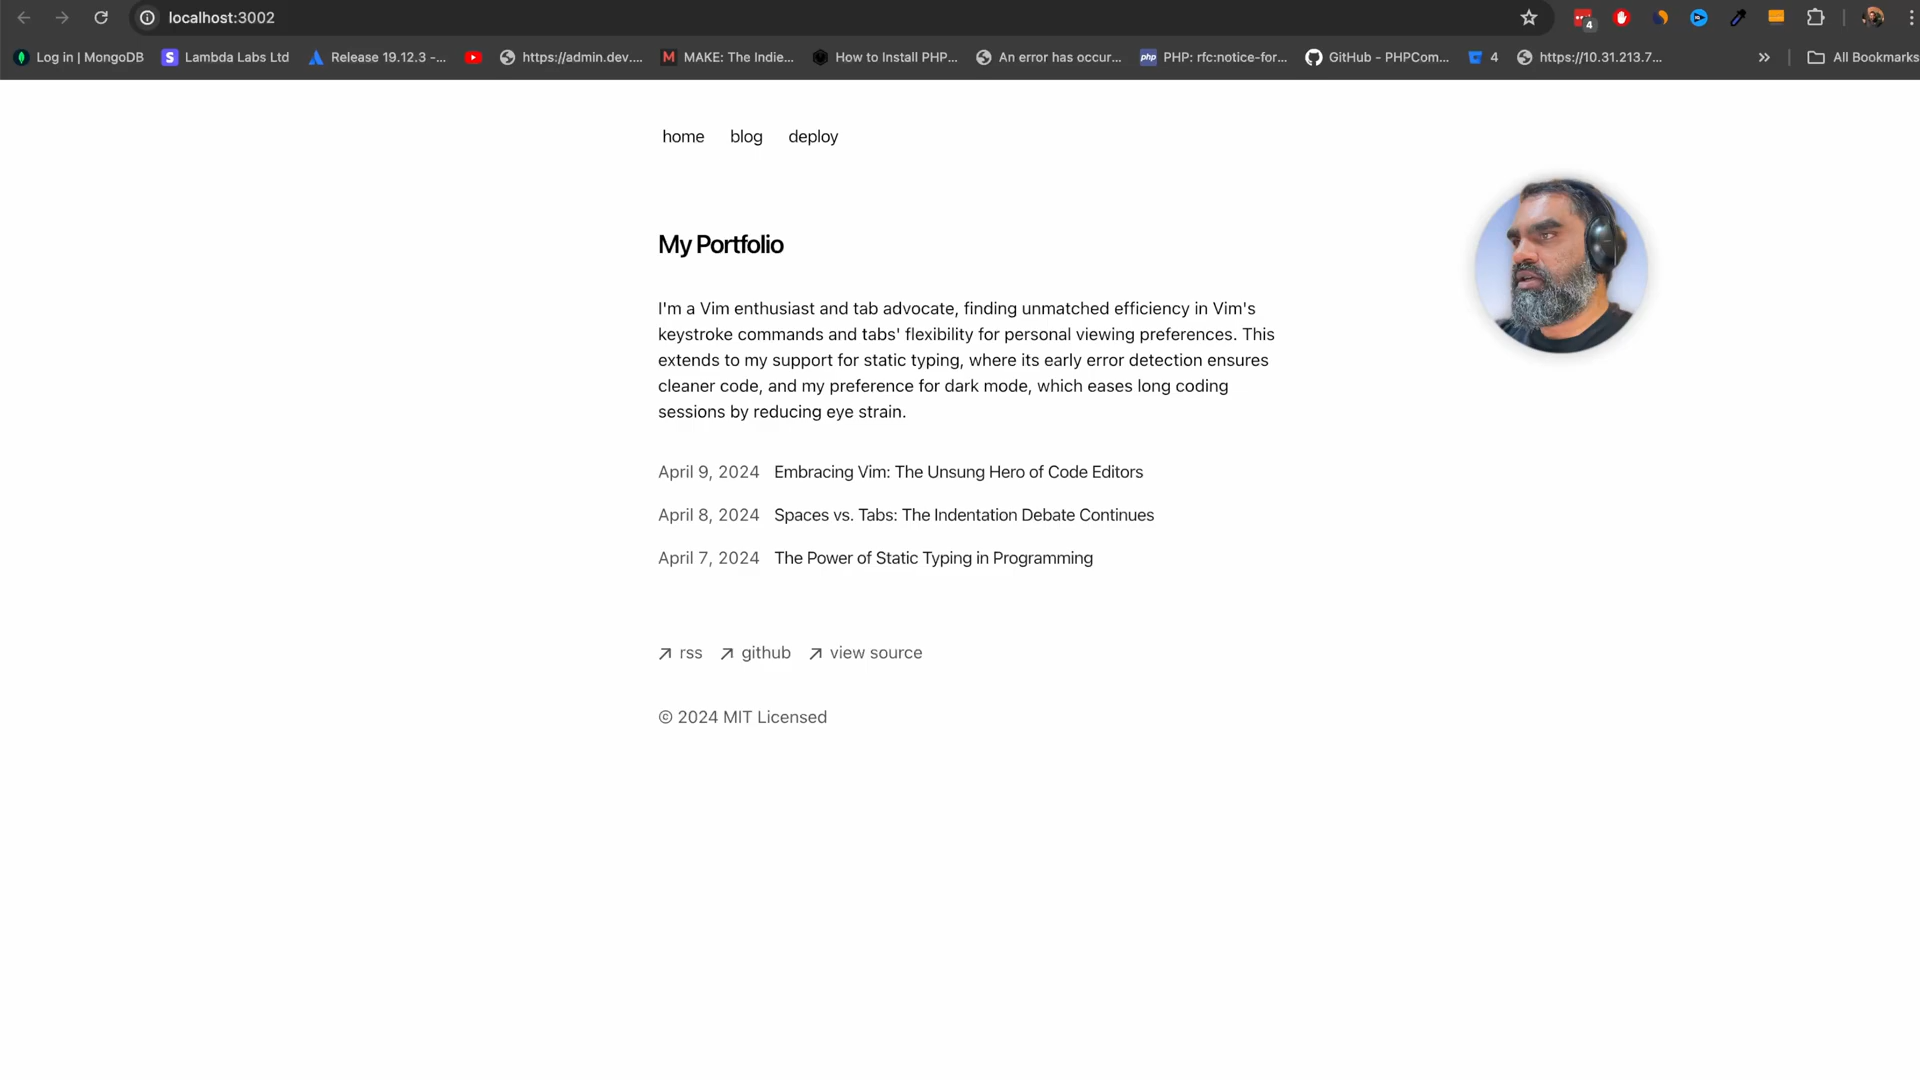 localhost:3002
4
Log in | MongoDB
S
Lambda Labs Ltd
Release 19.12.3 -...
https://admin.dev....
M
MAKE: The Indie...
How to Install PHP...
An error has occur...
php
PHP: rfc:notice-for...
GitHub - PHPCom...
4
https://10.31.213.7...
»
All Bookmarks
home blog deploy
My Portfolio
I'm a Vim enthusiast and tab advocate, finding unmatched efficiency in Vim's
keystroke commands and tabs' flexibility for personal viewing preferences. This
extends to my support for static typing, where its early error detection ensures
cleaner code, and my preference for dark mode, which eases long coding
sessions by reducing eye strain.
April 9, 2024 Embracing Vim: The Unsung Hero of Code Editors
April 8, 2024 Spaces vs. Tabs: The Indentation Debate Continues
April 7, 2024 The Power of Static Typing in Programming
rss github view source
© 2024 MIT Licensed